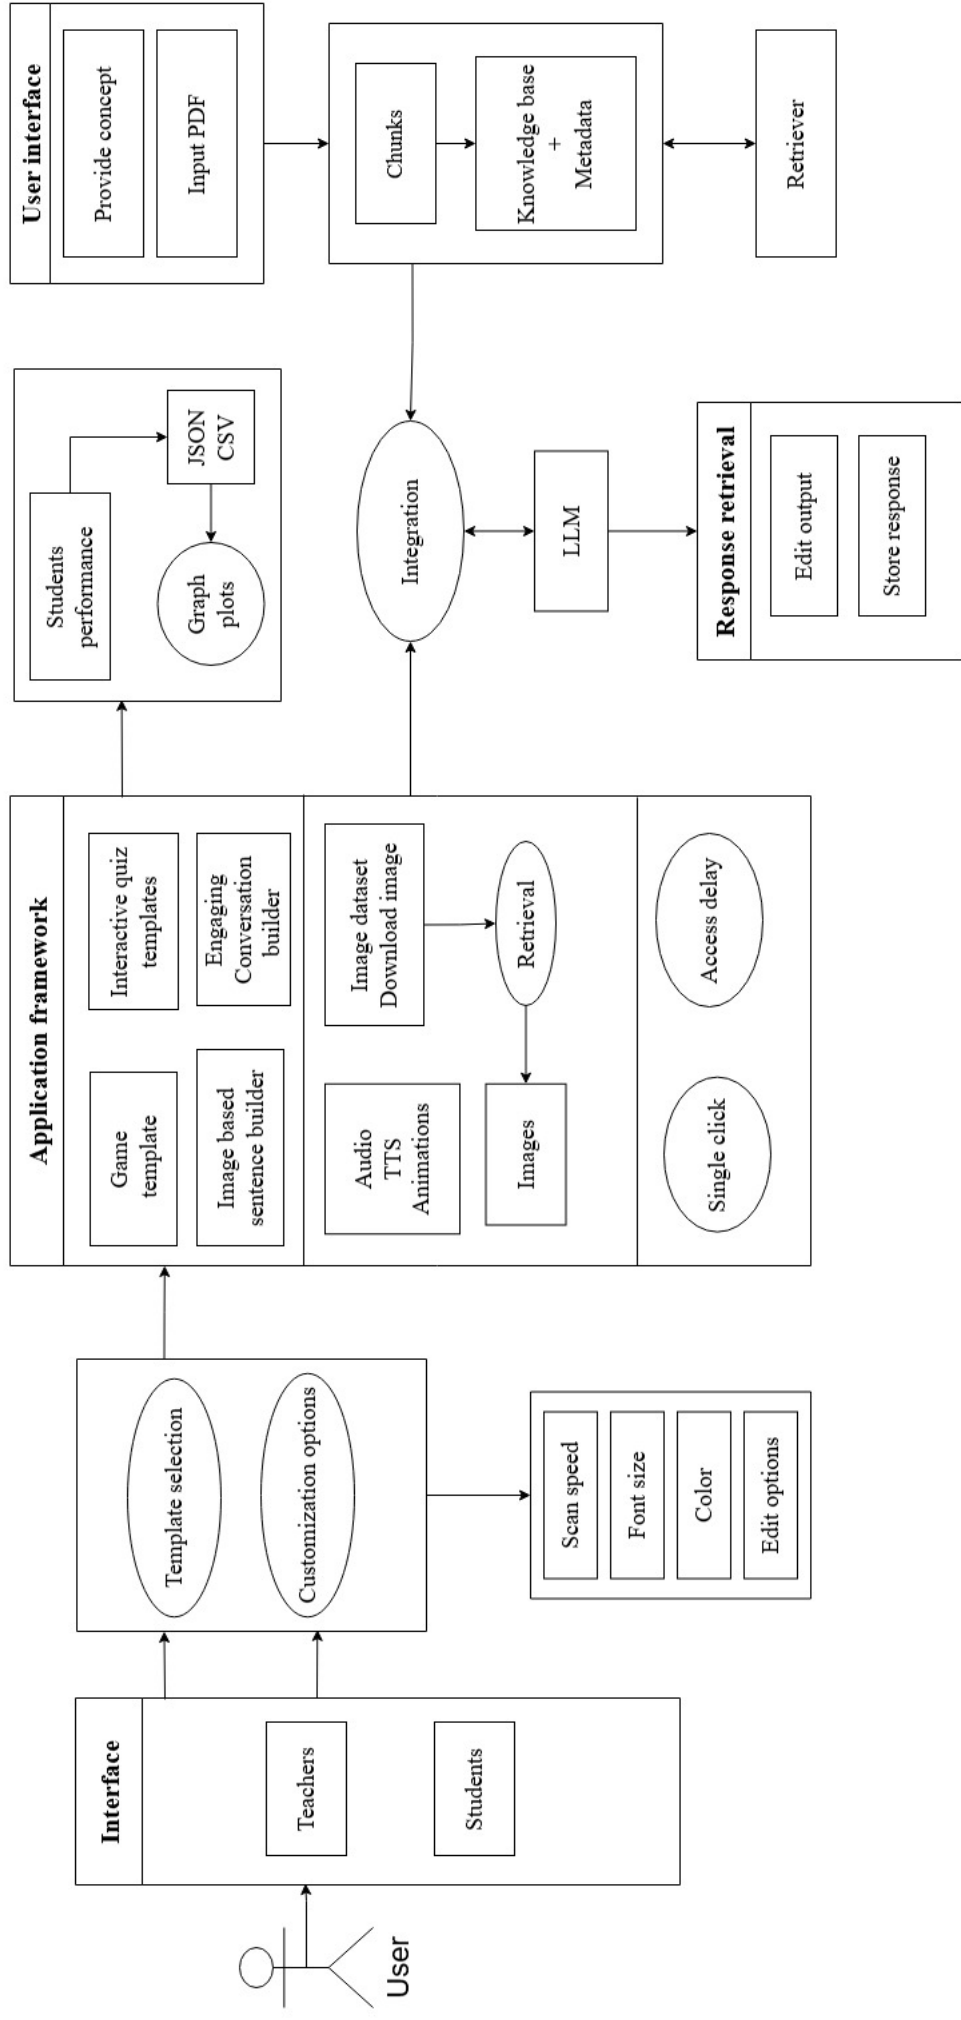 User
Interface
Teachers
Students
Template selection
Customization options
Scan speed
Font size
Color
Edit options
Application framework
Game
template
Interactive quiz
templates
Image based
sentence builder
Engaging
Conversation
builder
Audio
TTS
Animations
Image dataset
Download image
Images
Retrieval
Single click
Access delay
Students
performance
JSON
CSV
Graph
plots
Integration
LLM
Response retrieval
Edit output
Store response
User interface
Provide concept
Input PDF
Chunks
Knowledge base
+
Metadata
Retriever